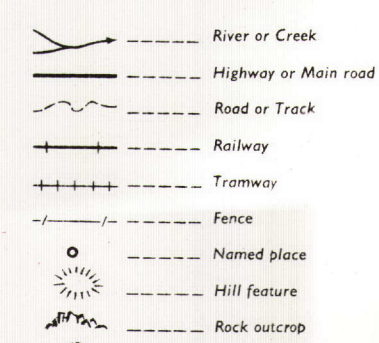 River or Creek
Highway or Main road
Road or Track
Railway
Tramway
Fence
Named place
Hill feature
Rock outcrop